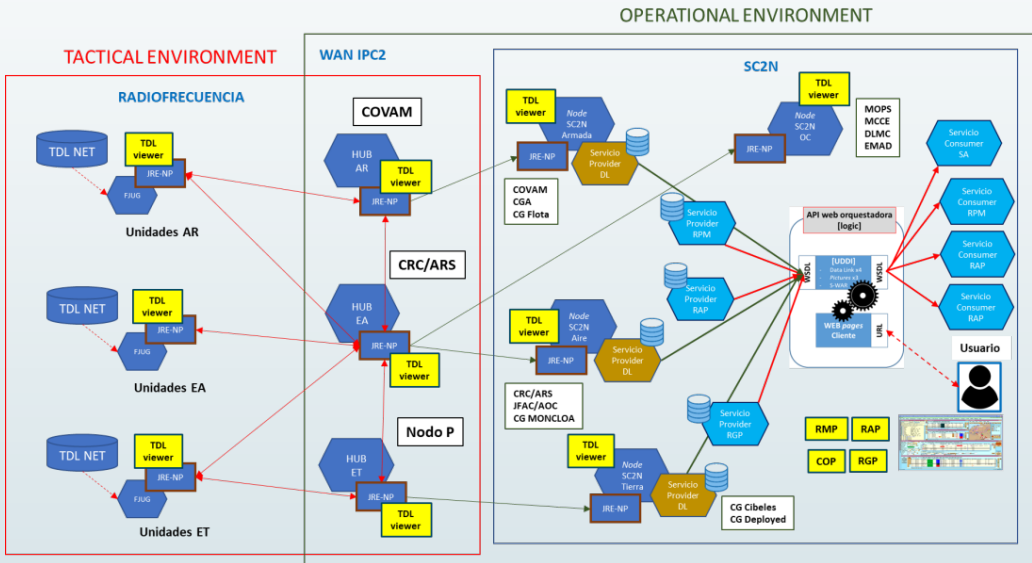 OPERATIONAL ENVIRONMENT
TACTICAL ENVIRONMENT
WAN IPC2
SC2N
RADIOFRECUENCIA
TDL NET
TDL
viewer
JRE-NP
FJUG
Unidades AR
TDL NET
TDL
viewer
JRE-NP
FJUG
Unidades EA
TDL NET
TDL
viewer
JRE-NP
FJUG
Unidades ET
COVAM
HUB
AR
TDL
viewer
JRE-NP
CRC/ARS
HUB
EA
JRE-NP
TDL
viewer
Nodo P
HUB
ET
JRE-NP
TDL
viewer
TDL
viewer
Node
SC2N
Armada
JRE-NP
Servicio
Provider
DL
COVAM
CGA
CG Flota
TDL
viewer
Node
SC2N
OC
JRE-NP
MOPS
MCCE
DLMC
EMAD
Servicio
Provider
RPM
Servicio
Provider
RAP
TDL
viewer
Node
SC2N
Aire
JRE-NP
Servicio
Provider
DL
CRC/ARS
JFAC/AOC
CG MONCLOA
Servicio
Provider
RGP
TDL
viewer
Node
SC2N
Tierra
JRE-NP
Servicio
Provider
DL
CG Cibeles
CG Deployed
API web orquestadora
[logic]
WSDL
[UDDI]
- Data Link x4
- Pictures x3
- S-WAR
WSDL
WEB pages
Cliente
URL
Servicio
Consumer
SA
Servicio
Consumer
RPM
Servicio
Consumer
RAP
Servicio
Consumer
RAP
Usuario
RMP
RAP
COP
RGP